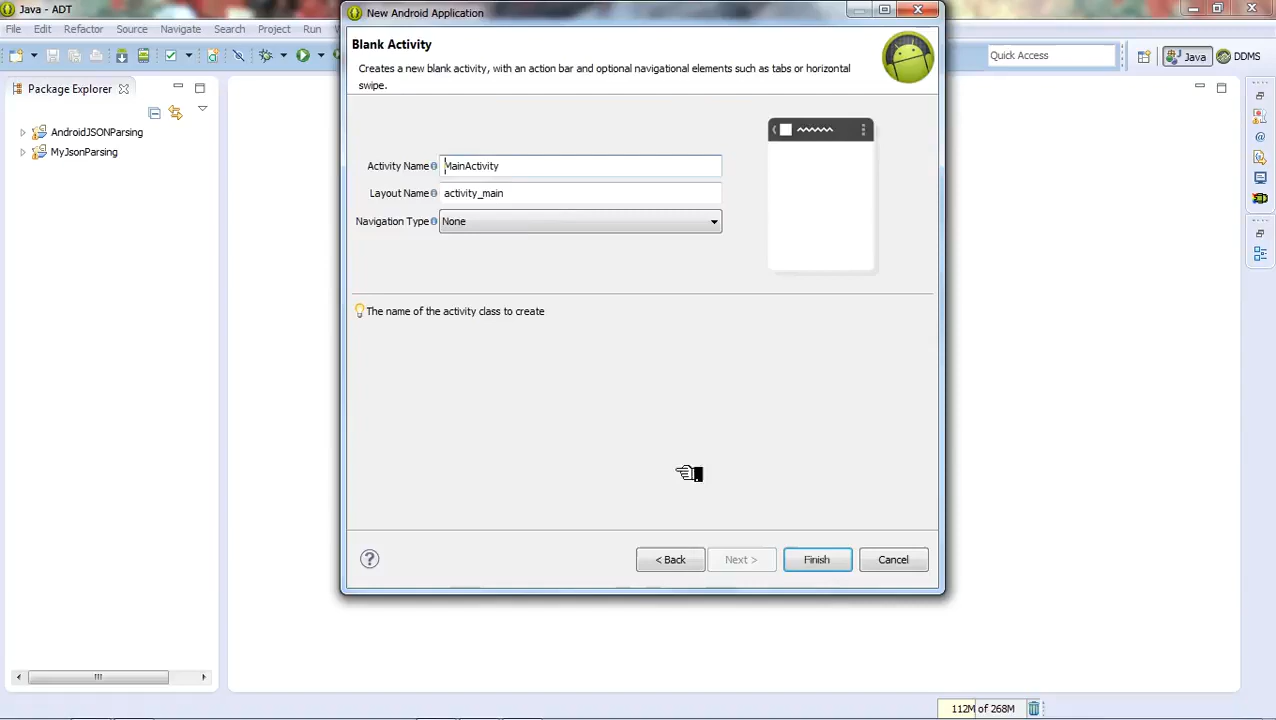 Java - ADT
New Android Application
File Edit Refactor Source Navigate Search Project Run
Blank Activity
Creates a new blank activity, with an action bar and optional navigational elements such as tabs or horizontal
swipe.
Quick Access
Java
DDMS
Package Explorer
AndroidJSONParsing
MyJsonParsing
Activity Name MainActivity
Layout Name activity_main
Navigation Type None
The name of the activity class to create
< Back
Next >
Finish
Cancel
112M of 268M